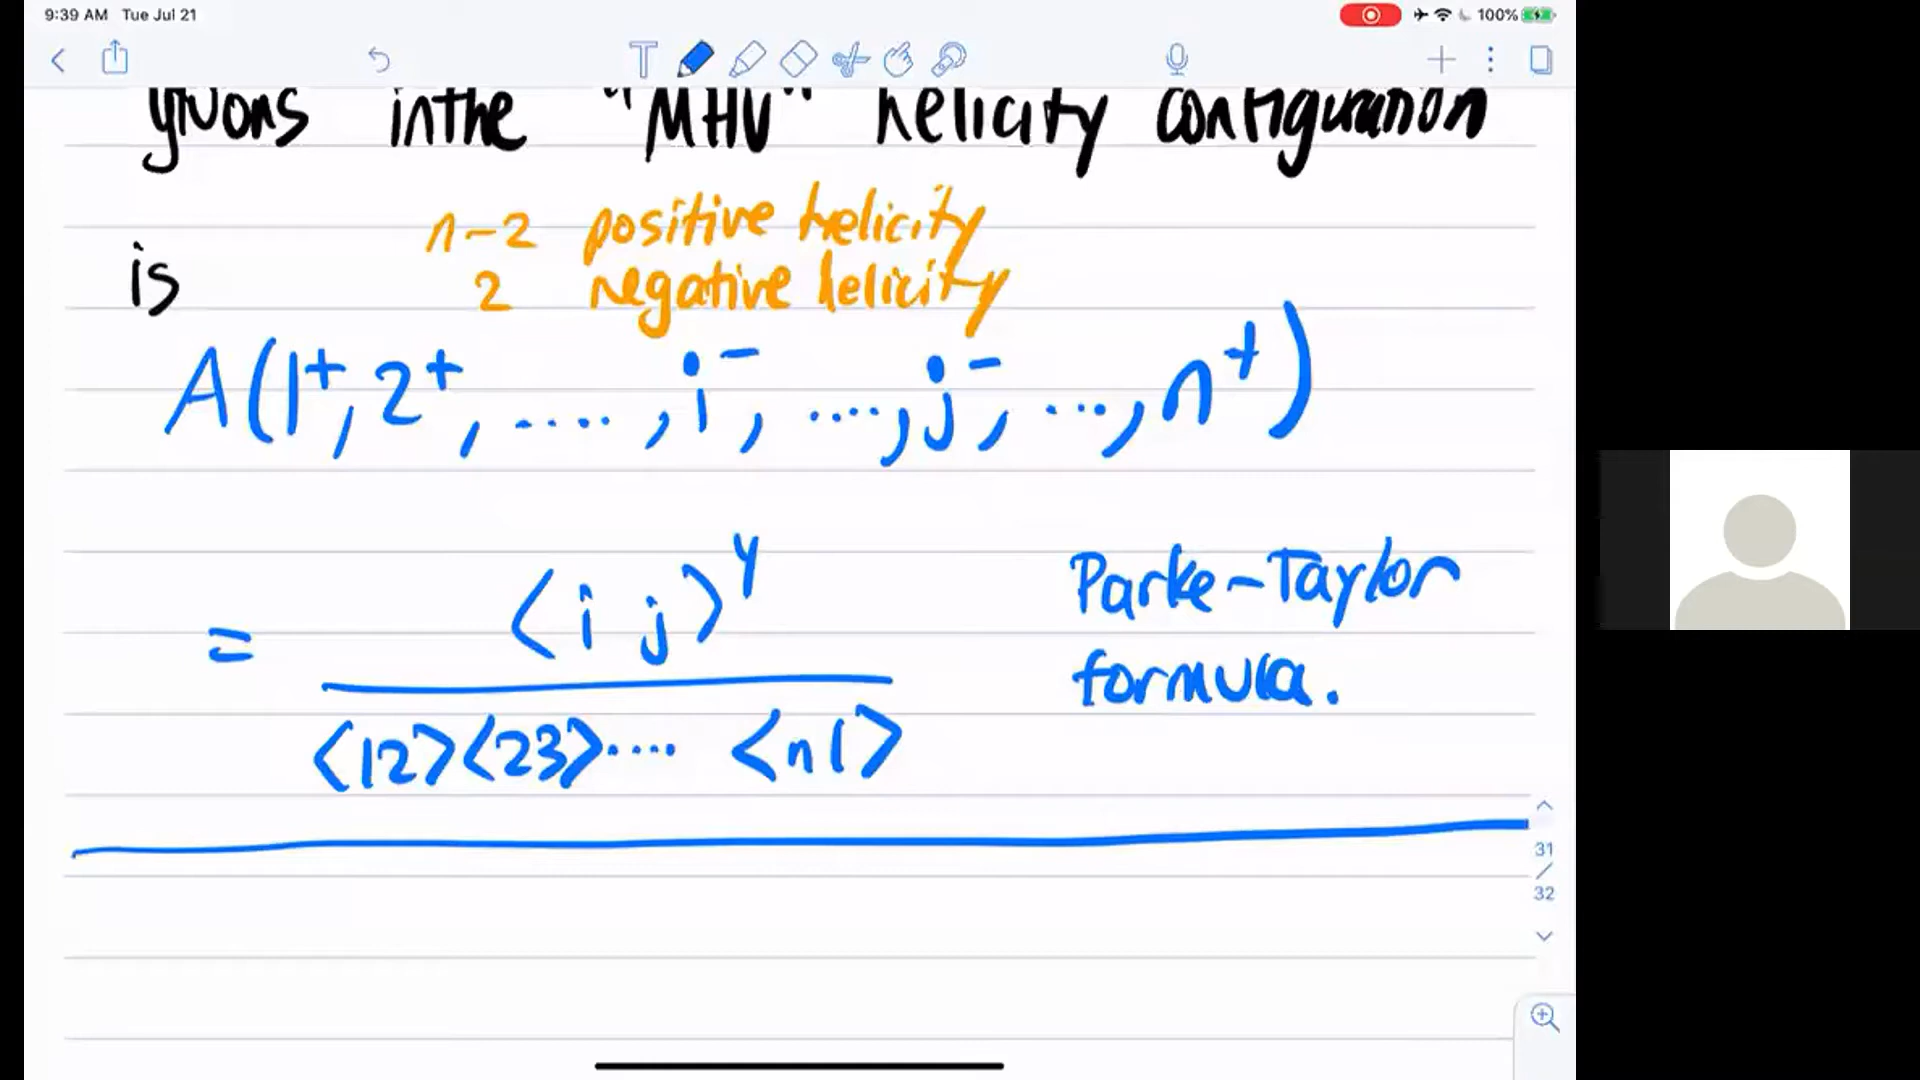 9:39 AM Tue Jul 21
100%
gluons in the "MHV" helicity configuration
n-2 positive helicity
is
2 negative helicity
A(1⁺, 2⁺, ....., i⁻, ...., j⁻, ..., n⁺)
= ⟨i j⟩⁴
⟨12⟩⟨23⟩.... ⟨n1⟩
Parke-Taylor
formula.
31
/
32